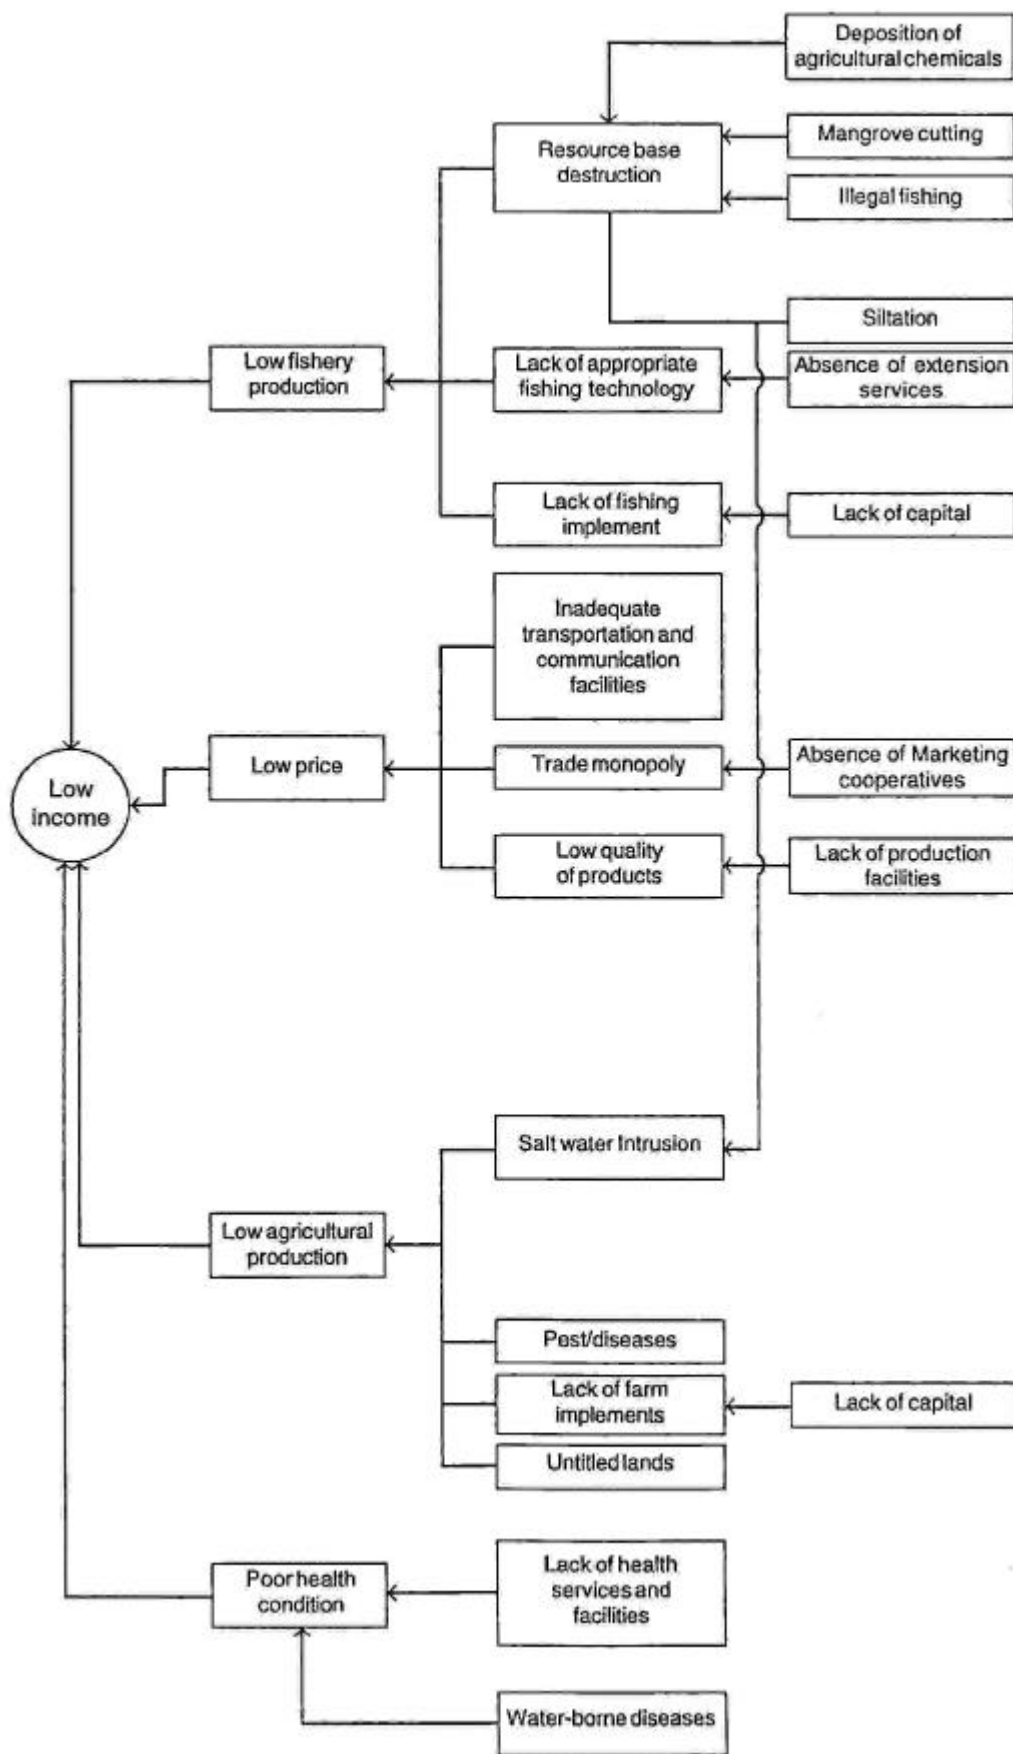 Deposition of
agricultural chemicals
Resource base
destruction
Mangrove cutting
Illegal fishing
Siltation
Low fishery
production
Lack of appropriate
fishing technology
Absence of extension
services
Lack of fishing
implement
Lack of capital
Inadequate
transportation and
communication
facilities
Low
income
Low price
Trade monopoly
Absence of Marketing
cooperatives
Low quality
of products
Lack of production
facilities
Salt water Intrusion
Low agricultural
production
Pest/diseases
Lack of farm
implements
Lack of capital
Untitled lands
Poor health
condition
Lack of health
services and
facilities
Water-borne diseases